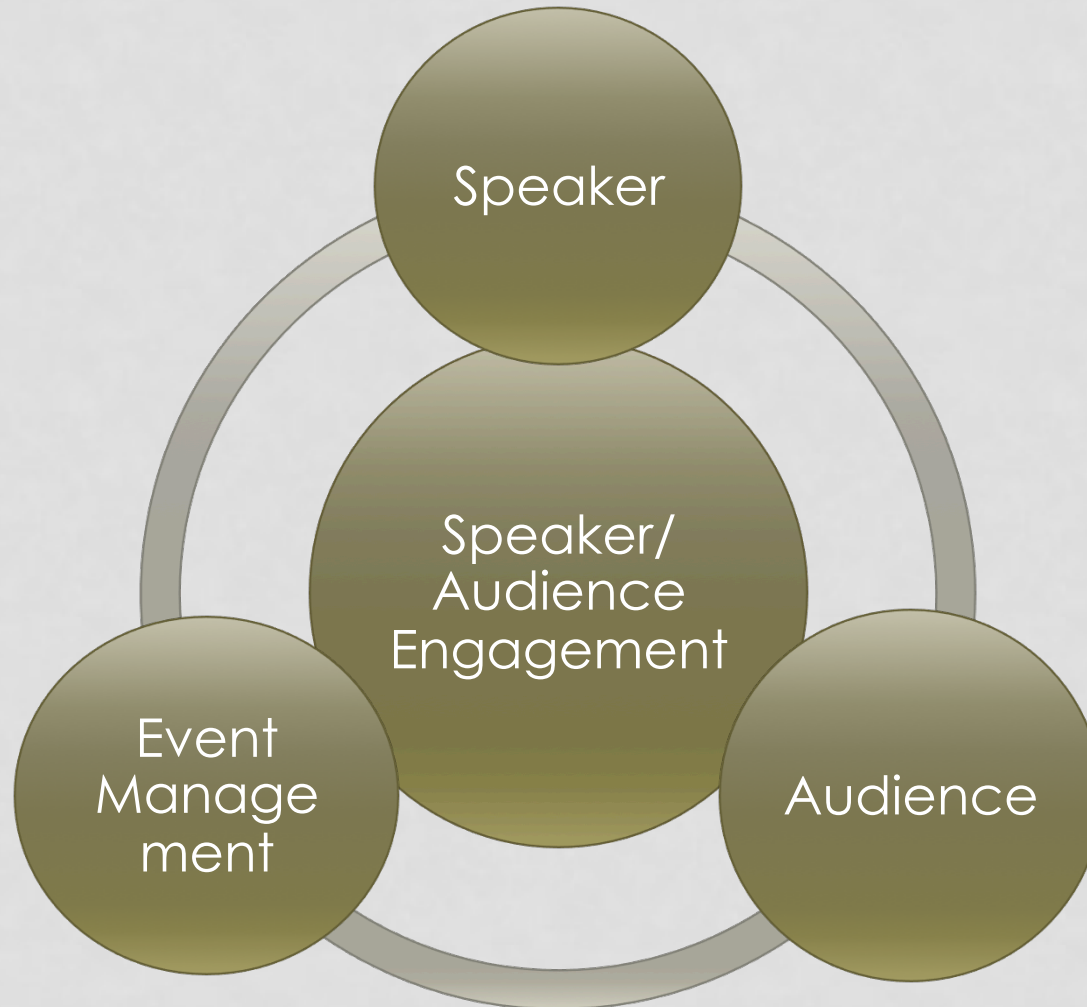 Speaker
Speaker/
Audience
Engagement
Event
Manage
ment
Audience